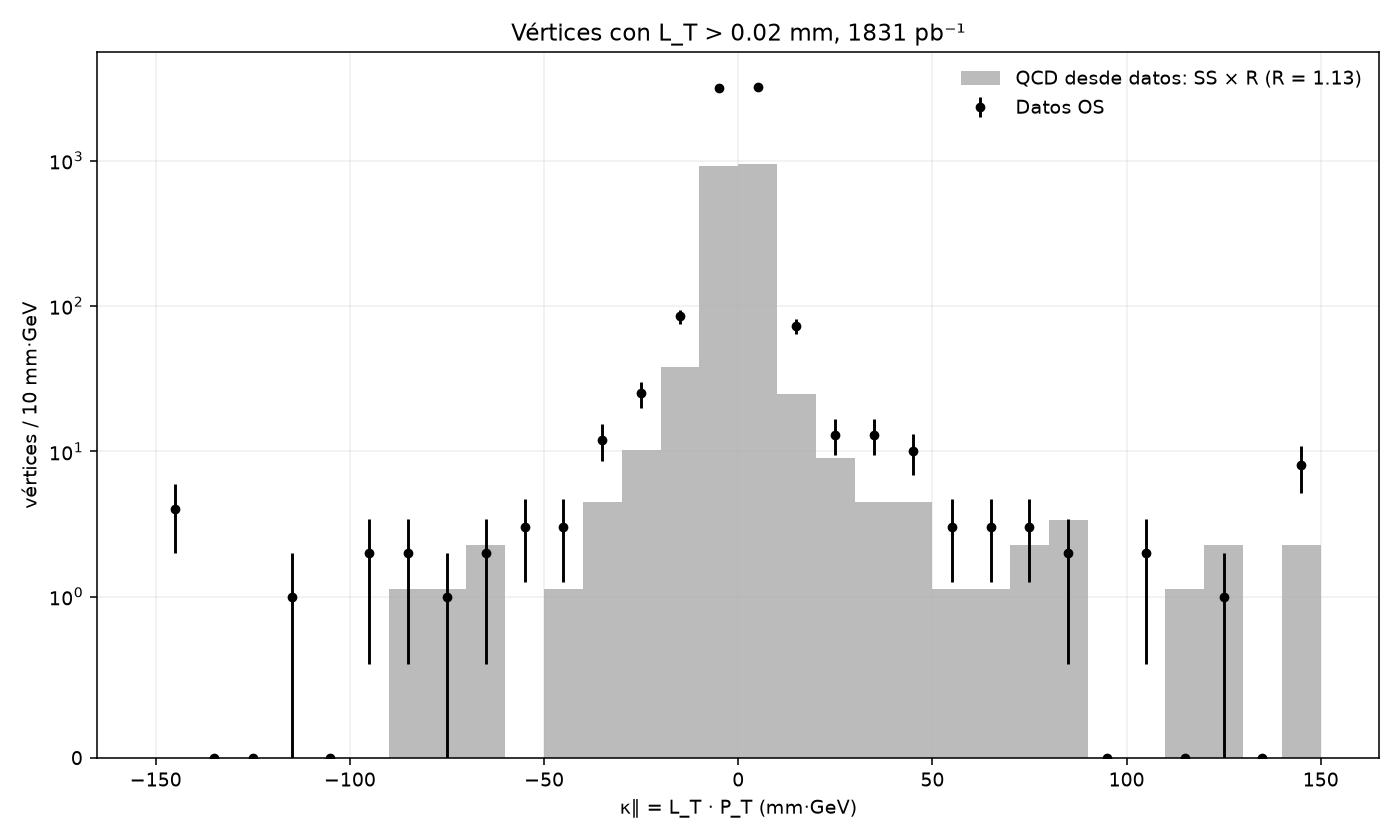 Vértices con L_T > 0.02 mm, 1831 pb⁻¹
QCD desde datos: SS × R (R = 1.13)
Datos OS
vértices / 10 mm·GeV
10³
10²
10¹
10⁰
0
−150
−100
−50
0
50
100
150
κ∥ = L_T · P_T (mm·GeV)